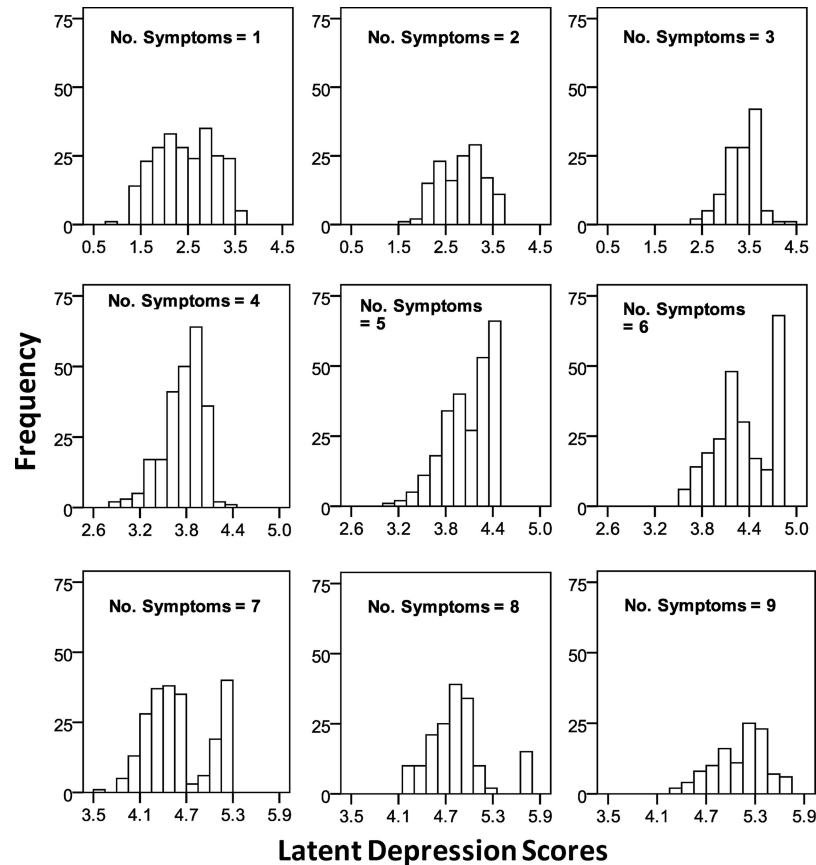 75
50
25
0
No. Symptoms = 1
0.5 1.5 2.5 3.5 4.5
75
50
25
0
No. Symptoms = 2
0.5 1.5 2.5 3.5 4.5
75
50
25
0
No. Symptoms = 3
0.5 1.5 2.5 3.5 4.5
Frequency
75
50
25
0
No. Symptoms = 4
2.6 3.2 3.8 4.4 5.0
75
50
25
0
No. Symptoms
= 5
2.6 3.2 3.8 4.4 5.0
75
50
25
0
No. Symptoms
= 6
2.6 3.2 3.8 4.4 5.0
75
50
25
0
No. Symptoms = 7
3.5 4.1 4.7 5.3 5.9
75
50
25
0
No. Symptoms = 8
3.5 4.1 4.7 5.3 5.9
75
50
25
0
No. Symptoms = 9
3.5 4.1 4.7 5.3 5.9
Latent Depression Scores